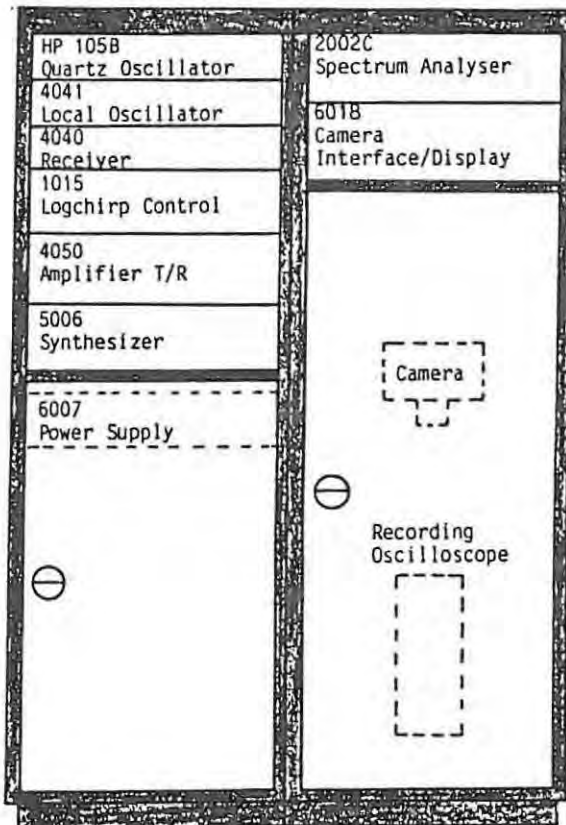 HP 105B
Quartz Oscillator
4041
Local Oscillator
4040
Receiver
1015
Logchirp Control
4050
Amplifier T/R
5006
Synthesizer
6007
Power Supply
2002C
Spectrum Analyser
601B
Camera
Interface/Display
Camera
Recording
Oscilloscope